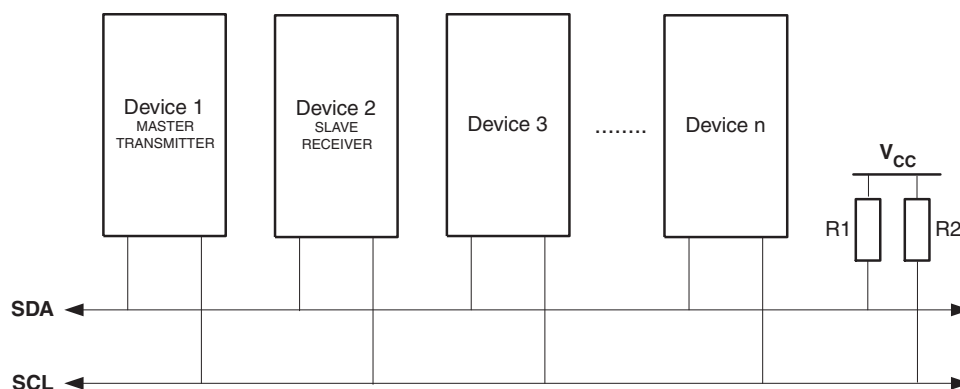 Device 1
MASTER
TRANSMITTER
Device 2
SLAVE
RECEIVER
Device 3
........
Device n
VCC
R1
R2
SDA
SCL